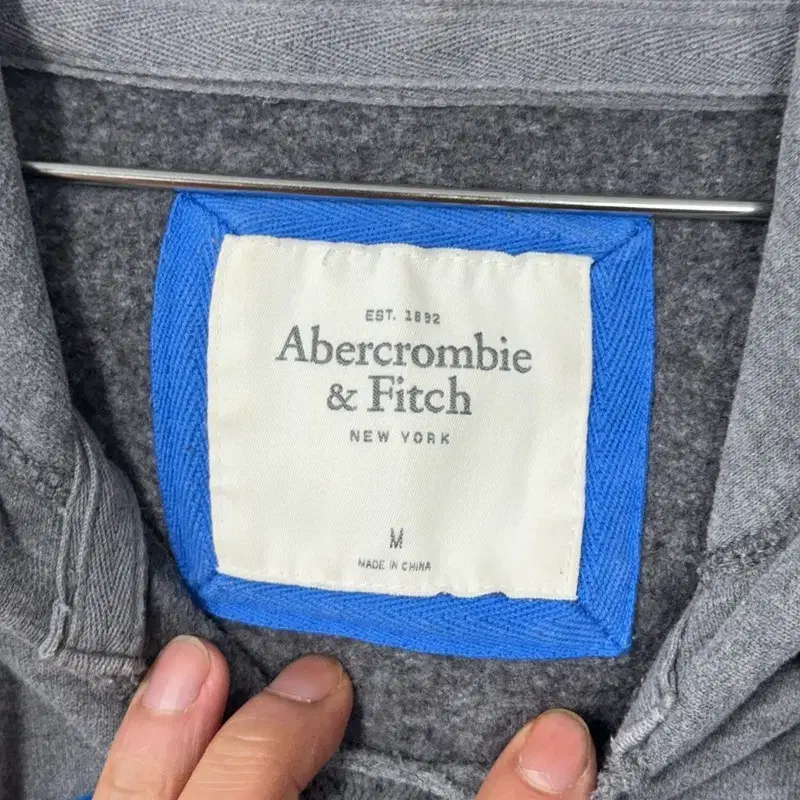 EST. 1892
Abercrombie
& Fitch
NEW YORK
M
MADE IN CHINA